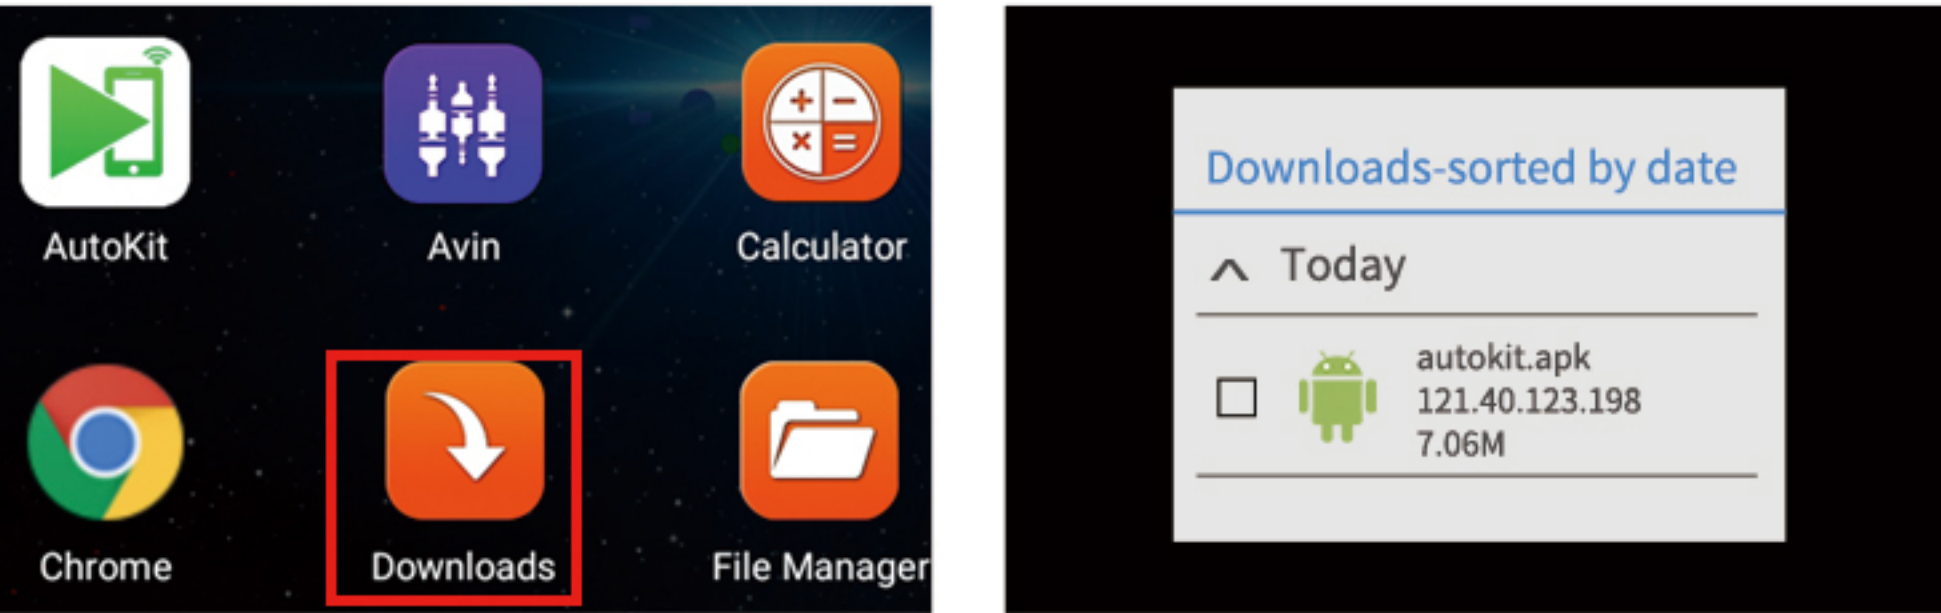 AutoKit
Avin
Calculator
Chrome
Downloads
File Manager
Downloads-sorted by date
Today
autokit.apk
121.40.123.198
7.06M